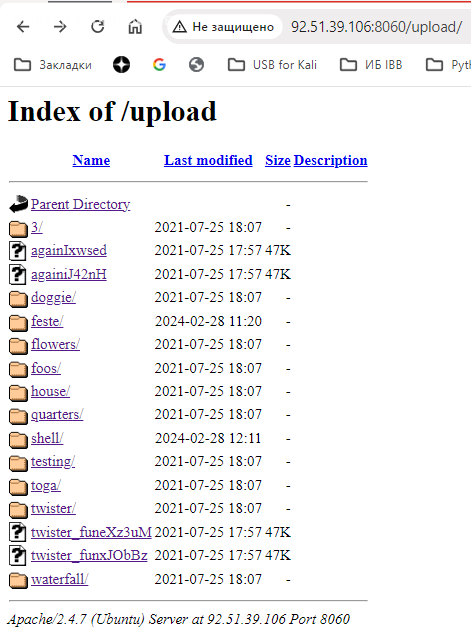 Не защищено 92.51.39.106:8060/upload/
Закладки USB for Kali ИБ IBB Pyth
Index of /upload
Name Last modified Size Description
Parent Directory -
3/ 2021-07-25 18:07 -
againIxwsed 2021-07-25 17:57 47K
againiJ42nH 2021-07-25 17:57 47K
doggie/ 2021-07-25 18:07 -
feste/ 2024-02-28 11:20 -
flowers/ 2021-07-25 18:07 -
foos/ 2021-07-25 18:07 -
house/ 2021-07-25 18:07 -
quarters/ 2021-07-25 18:07 -
shell/ 2024-02-28 12:11 -
testing/ 2021-07-25 18:07 -
toga/ 2021-07-25 18:07 -
twister/ 2021-07-25 18:07 -
twister_funeXz3uM 2021-07-25 17:57 47K
twister_funxJObBz 2021-07-25 17:57 47K
waterfall/ 2021-07-25 18:07 -
Apache/2.4.7 (Ubuntu) Server at 92.51.39.106 Port 8060